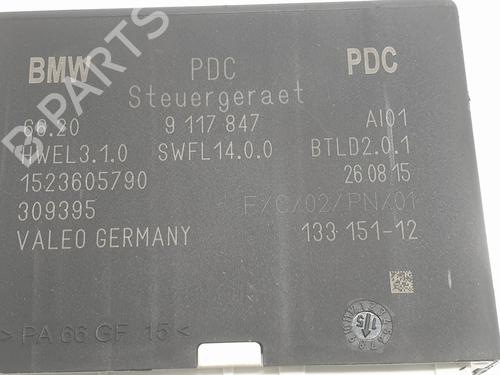 BMW PDC PDC
Steuergeraet
66.20 9 117 847 AI01
HWEL3.1.0 SWFL14.0.0 BTLD2.0.1
1523605790 26.08.15
309395 F/C/02/PN/01
VALEO GERMANY 133 151-12
>PA 66 GF 15<